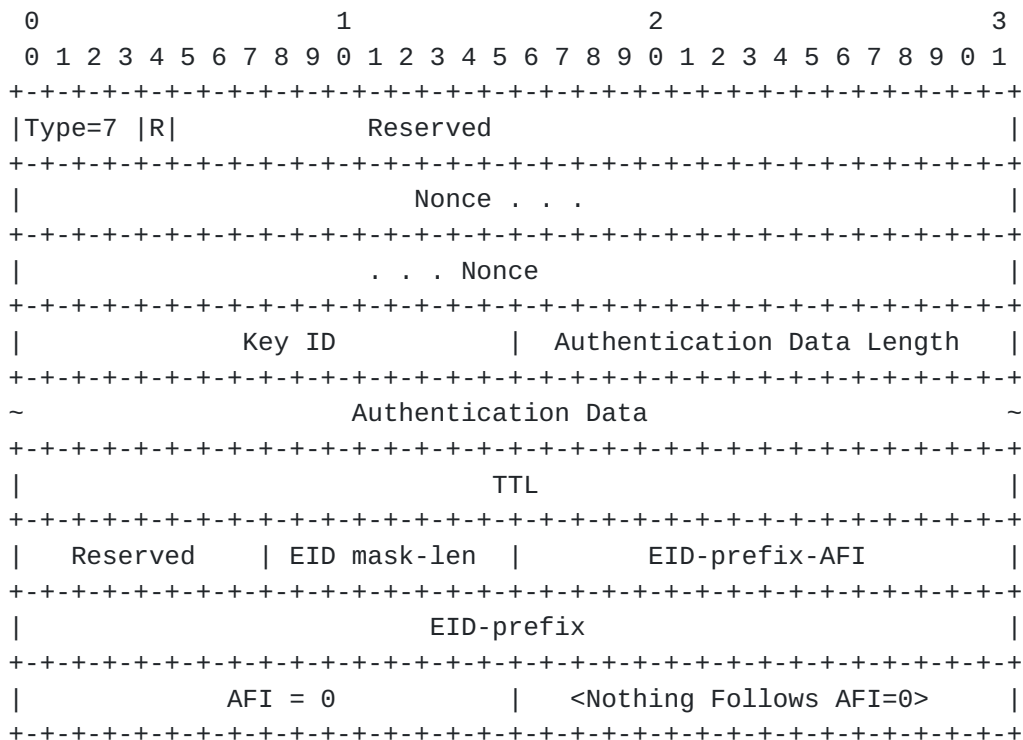 0                   1                   2                   3
 0 1 2 3 4 5 6 7 8 9 0 1 2 3 4 5 6 7 8 9 0 1 2 3 4 5 6 7 8 9 0 1
+-+-+-+-+-+-+-+-+-+-+-+-+-+-+-+-+-+-+-+-+-+-+-+-+-+-+-+-+-+-+-+-+
|Type=7 |R|            Reserved                                 |
+-+-+-+-+-+-+-+-+-+-+-+-+-+-+-+-+-+-+-+-+-+-+-+-+-+-+-+-+-+-+-+-+
|                         Nonce . . .                           |
+-+-+-+-+-+-+-+-+-+-+-+-+-+-+-+-+-+-+-+-+-+-+-+-+-+-+-+-+-+-+-+-+
|                      . . . Nonce                              |
+-+-+-+-+-+-+-+-+-+-+-+-+-+-+-+-+-+-+-+-+-+-+-+-+-+-+-+-+-+-+-+-+
|              Key ID           |  Authentication Data Length   |
+-+-+-+-+-+-+-+-+-+-+-+-+-+-+-+-+-+-+-+-+-+-+-+-+-+-+-+-+-+-+-+-+
~                     Authentication Data                       ~
+-+-+-+-+-+-+-+-+-+-+-+-+-+-+-+-+-+-+-+-+-+-+-+-+-+-+-+-+-+-+-+-+
|                              TTL                              |
+-+-+-+-+-+-+-+-+-+-+-+-+-+-+-+-+-+-+-+-+-+-+-+-+-+-+-+-+-+-+-+-+
|   Reserved    | EID mask-len  |        EID-prefix-AFI         |
+-+-+-+-+-+-+-+-+-+-+-+-+-+-+-+-+-+-+-+-+-+-+-+-+-+-+-+-+-+-+-+-+
|                          EID-prefix                           |
+-+-+-+-+-+-+-+-+-+-+-+-+-+-+-+-+-+-+-+-+-+-+-+-+-+-+-+-+-+-+-+-+
|             AFI = 0           |   <Nothing Follows AFI=0>     |
+-+-+-+-+-+-+-+-+-+-+-+-+-+-+-+-+-+-+-+-+-+-+-+-+-+-+-+-+-+-+-+-+